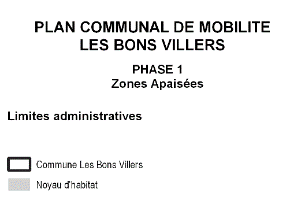 PLAN COMMUNAL DE MOBILITE
LES BONS VILLERS
PHASE 1
Zones Apaisées
Limites administratives
Commune Les Bons Villers
Noyau d'habitat